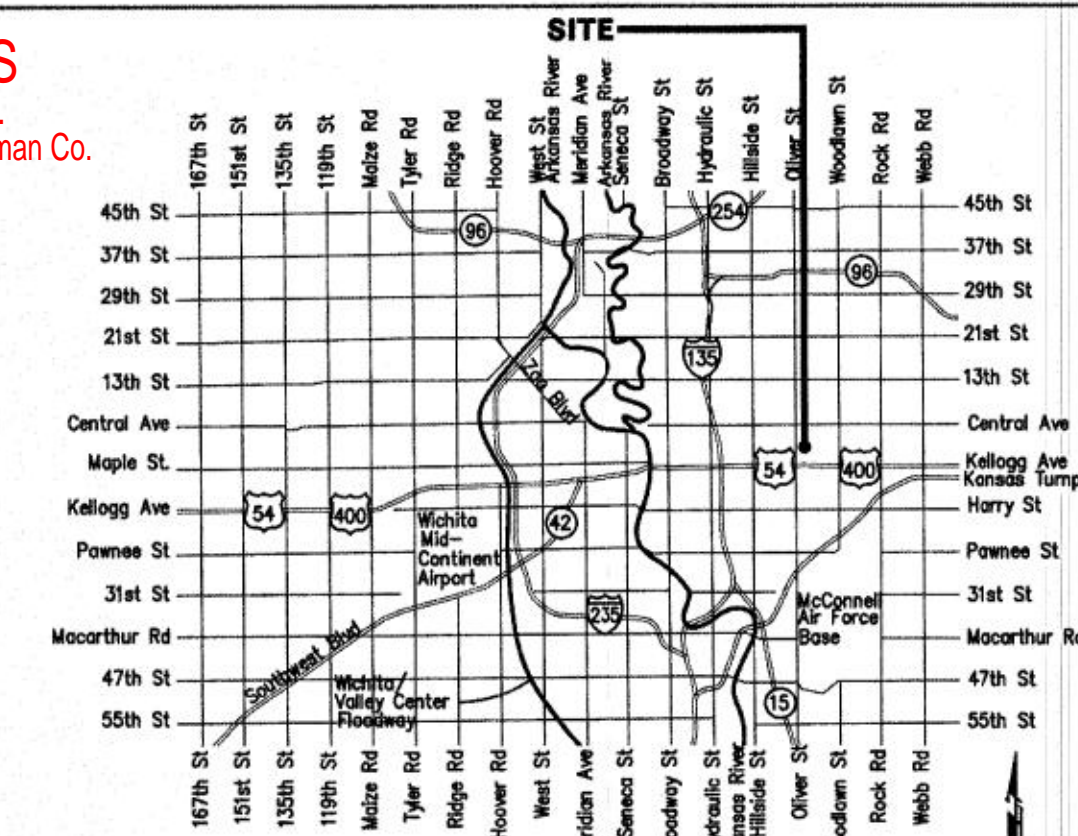 SITE
S
man Co.
167th St
151st St
135th St
119th St
Maize Rd
Tyler Rd
Ridge Rd
Hoover Rd
West St
Arkansas River
Meridian Ave
Arkansas River
Seneca St
Broadway St
Hydraulic St
Hillside St
Oliver St
Woodlawn St
Rock Rd
Webb Rd
45th St
254
45th St
96
37th St
37th St
96
29th St
29th St
21st St
21st St
135
13th St
Zoo Blvd
13th St
Central Ave
Central Ave
Maple St.
54
400
Kellogg Ave
Kansas Turnp
Kellogg Ave
54
400
42
Harry St
Wichita
Mid-
Continent
Airport
Pawnee St
Pawnee St
31st St
31st St
235
McConnell
Air Force
Base
Macarthur Rd
Macarthur Rd
Southwest Blvd
47th St
47th St
Wichita/
Valley Center
Floodway
15
55th St
55th St
167th St
151st St
135th St
119th St
Maize Rd
Tyler Rd
Ridge Rd
Hoover Rd
West St
ridian Ave
Seneca St
oadway St
draulic St
nsas River
Hillside St
Oliver St
odlawn St
Rock Rd
Webb Rd